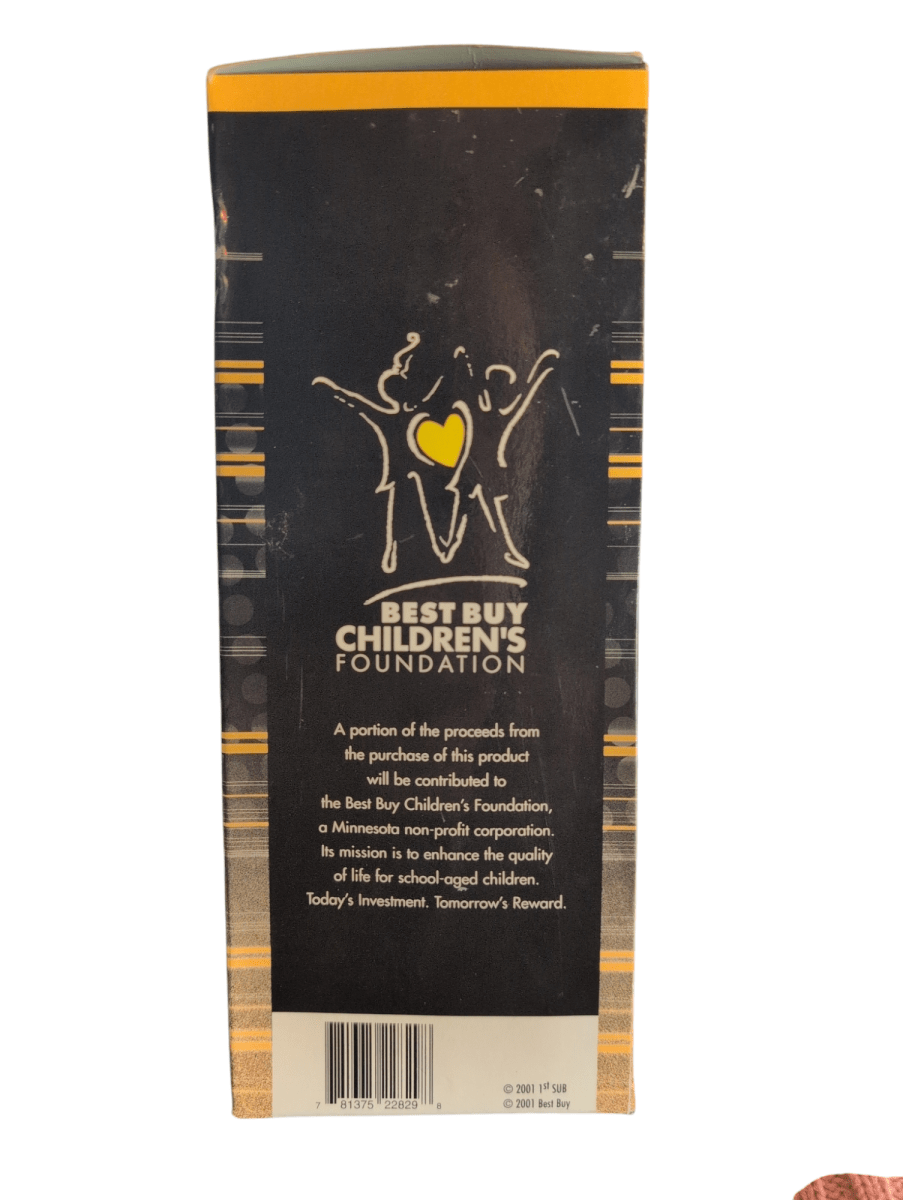 BEST BUY
CHILDREN'S
FOUNDATION
A portion of the proceeds from
the purchase of this product
will be contributed to
the Best Buy Children's Foundation,
a Minnesota non-profit corporation.
Its mission is to enhance the quality
of life for school-aged children.
Today's Investment. Tomorrow's Reward.
7 81375 22829 8
© 2001 1st SUB
© 2001 Best Buy